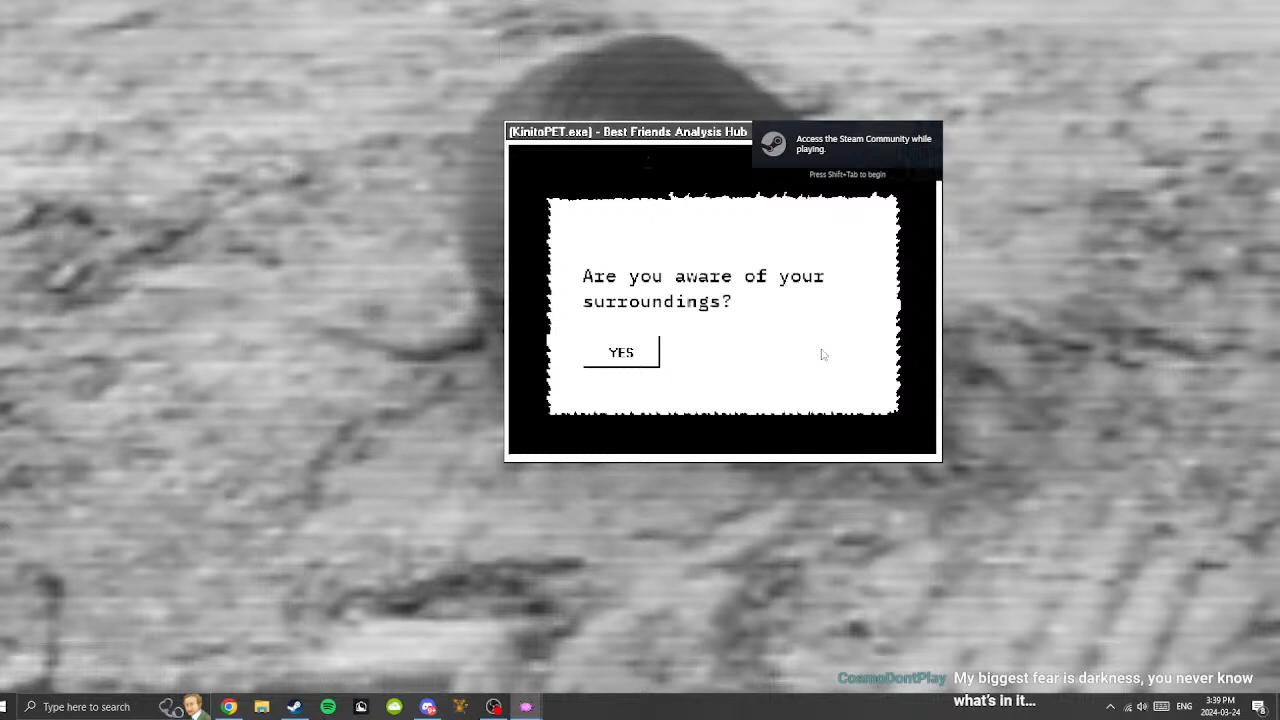 (KinitoPET.exe) - Best Friends Analysis Hub
Access the Steam Community while
playing.
Press Shift+Tab to begin
Are you aware of your
surroundings?
YES
CosmoDontPlay My biggest fear is darkness, you never know
what's in it...
Type here to search
ENG
3:39 PM
2024-03-24